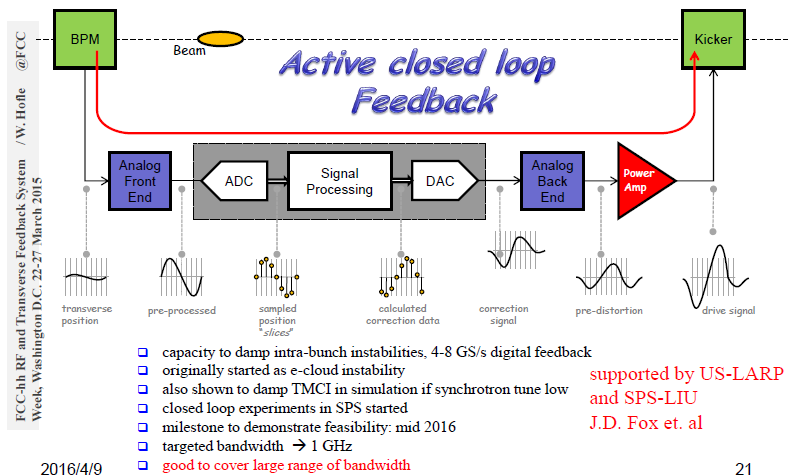 FCC-hh RF and Transverse Feedback System / W. Hofle @FCC
Week, Washington D.C. 22-27 March 2015
BPM
Beam
Kicker
Active closed loop
Feedback
Analog
Front
End
ADC
Signal
Processing
DAC
Analog
Back
End
Power
Amp
transverse
position
pre-processed
sampled
position
"slices"
calculated
correction data
correction
signal
pre-distortion
drive signal
❑ capacity to damp intra-bunch instabilities, 4-8 GS/s digital feedback
❑ originally started as e-cloud instability
❑ also shown to damp TMCI in simulation if synchrotron tune low
❑ closed loop experiments in SPS started
❑ milestone to demonstrate feasibility: mid 2016
❑ targeted bandwidth → 1 GHz
❑ good to cover large range of bandwidth
supported by US-LARP
and SPS-LIU
J.D. Fox et. al
2016/4/9
21